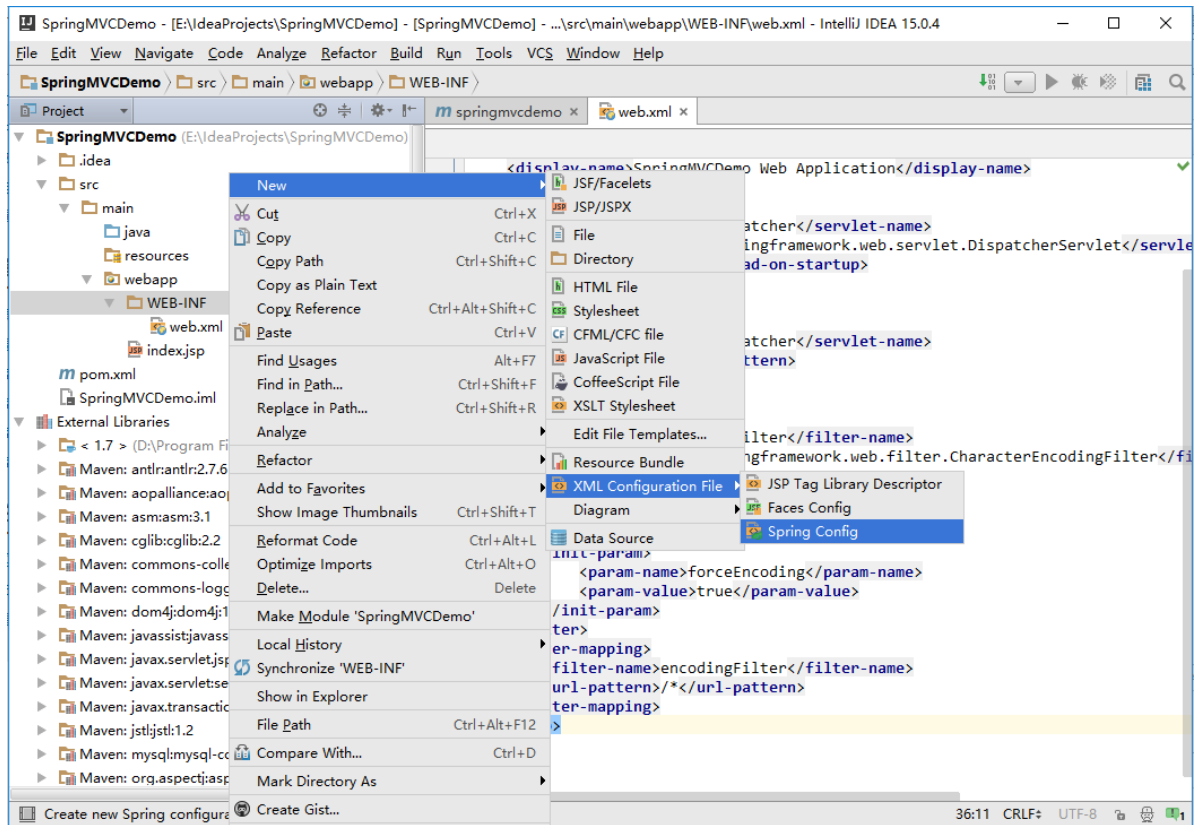 SpringMVCDemo - [E:\IdeaProjects\SpringMVCDemo] - [SpringMVCDemo] - ...\src\main\webapp\WEB-INF\web.xml - IntelliJ IDEA 15.0.4
File Edit View Navigate Code Analyze Refactor Build Run Tools VCS Window Help
SpringMVCDemo src main webapp WEB-INF
Project
springmvcdemo
web.xml
SpringMVCDemo (E:\IdeaProjects\SpringMVCDemo)
.idea
src
main
java
resources
webapp
WEB-INF
web.xml
index.jsp
pom.xml
SpringMVCDemo.iml
External Libraries
< 1.7 > (D:\Program Fi
Maven: antlr:antlr:2.7.6
Maven: aopalliance:aop
Maven: asm:asm:3.1
Maven: cglib:cglib:2.2
Maven: commons-colle
Maven: commons-logg
Maven: dom4j:dom4j:1
Maven: javassist:javass
Maven: javax.servlet.jsp
Maven: javax.servlet:se
Maven: javax.transactio
Maven: jstl:jstl:1.2
Maven: mysql:mysql-co
Maven: org.aspectj:asp
New
Cut Ctrl+X
Copy Ctrl+C
Copy Path Ctrl+Shift+C
Copy as Plain Text
Copy Reference Ctrl+Alt+Shift+C
Paste Ctrl+V
Find Usages Alt+F7
Find in Path... Ctrl+Shift+F
Replace in Path... Ctrl+Shift+R
Analyze
Refactor
Add to Favorites
Show Image Thumbnails Ctrl+Shift+T
Reformat Code Ctrl+Alt+L
Optimize Imports Ctrl+Alt+O
Delete... Delete
Make Module 'SpringMVCDemo'
Local History
Synchronize 'WEB-INF'
Show in Explorer
File Path Ctrl+Alt+F12
Compare With... Ctrl+D
Mark Directory As
Create Gist...
JSF/Facelets
JSP/JSPX
File
Directory
HTML File
Stylesheet
CFML/CFC file
JavaScript File
CoffeeScript File
XSLT Stylesheet
Edit File Templates...
Resource Bundle
XML Configuration File
Diagram
Data Source
JSP Tag Library Descriptor
Faces Config
Spring Config
<display-name>SpringMVCDemo Web Application</display-name>
atcher</servlet-name>
ingframework.web.servlet.DispatcherServlet</servle
ad-on-startup>
atcher</servlet-name>
ttern>
ilter</filter-name>
ngframework.web.filter.CharacterEncodingFilter</fi
init-param>
<param-name>forceEncoding</param-name>
<param-value>true</param-value>
/init-param>
ter>
er-mapping>
filter-name>encodingFilter</filter-name>
url-pattern>/*</url-pattern>
ter-mapping>
>
Create new Spring configura
36:11 CRLF UTF-8 1